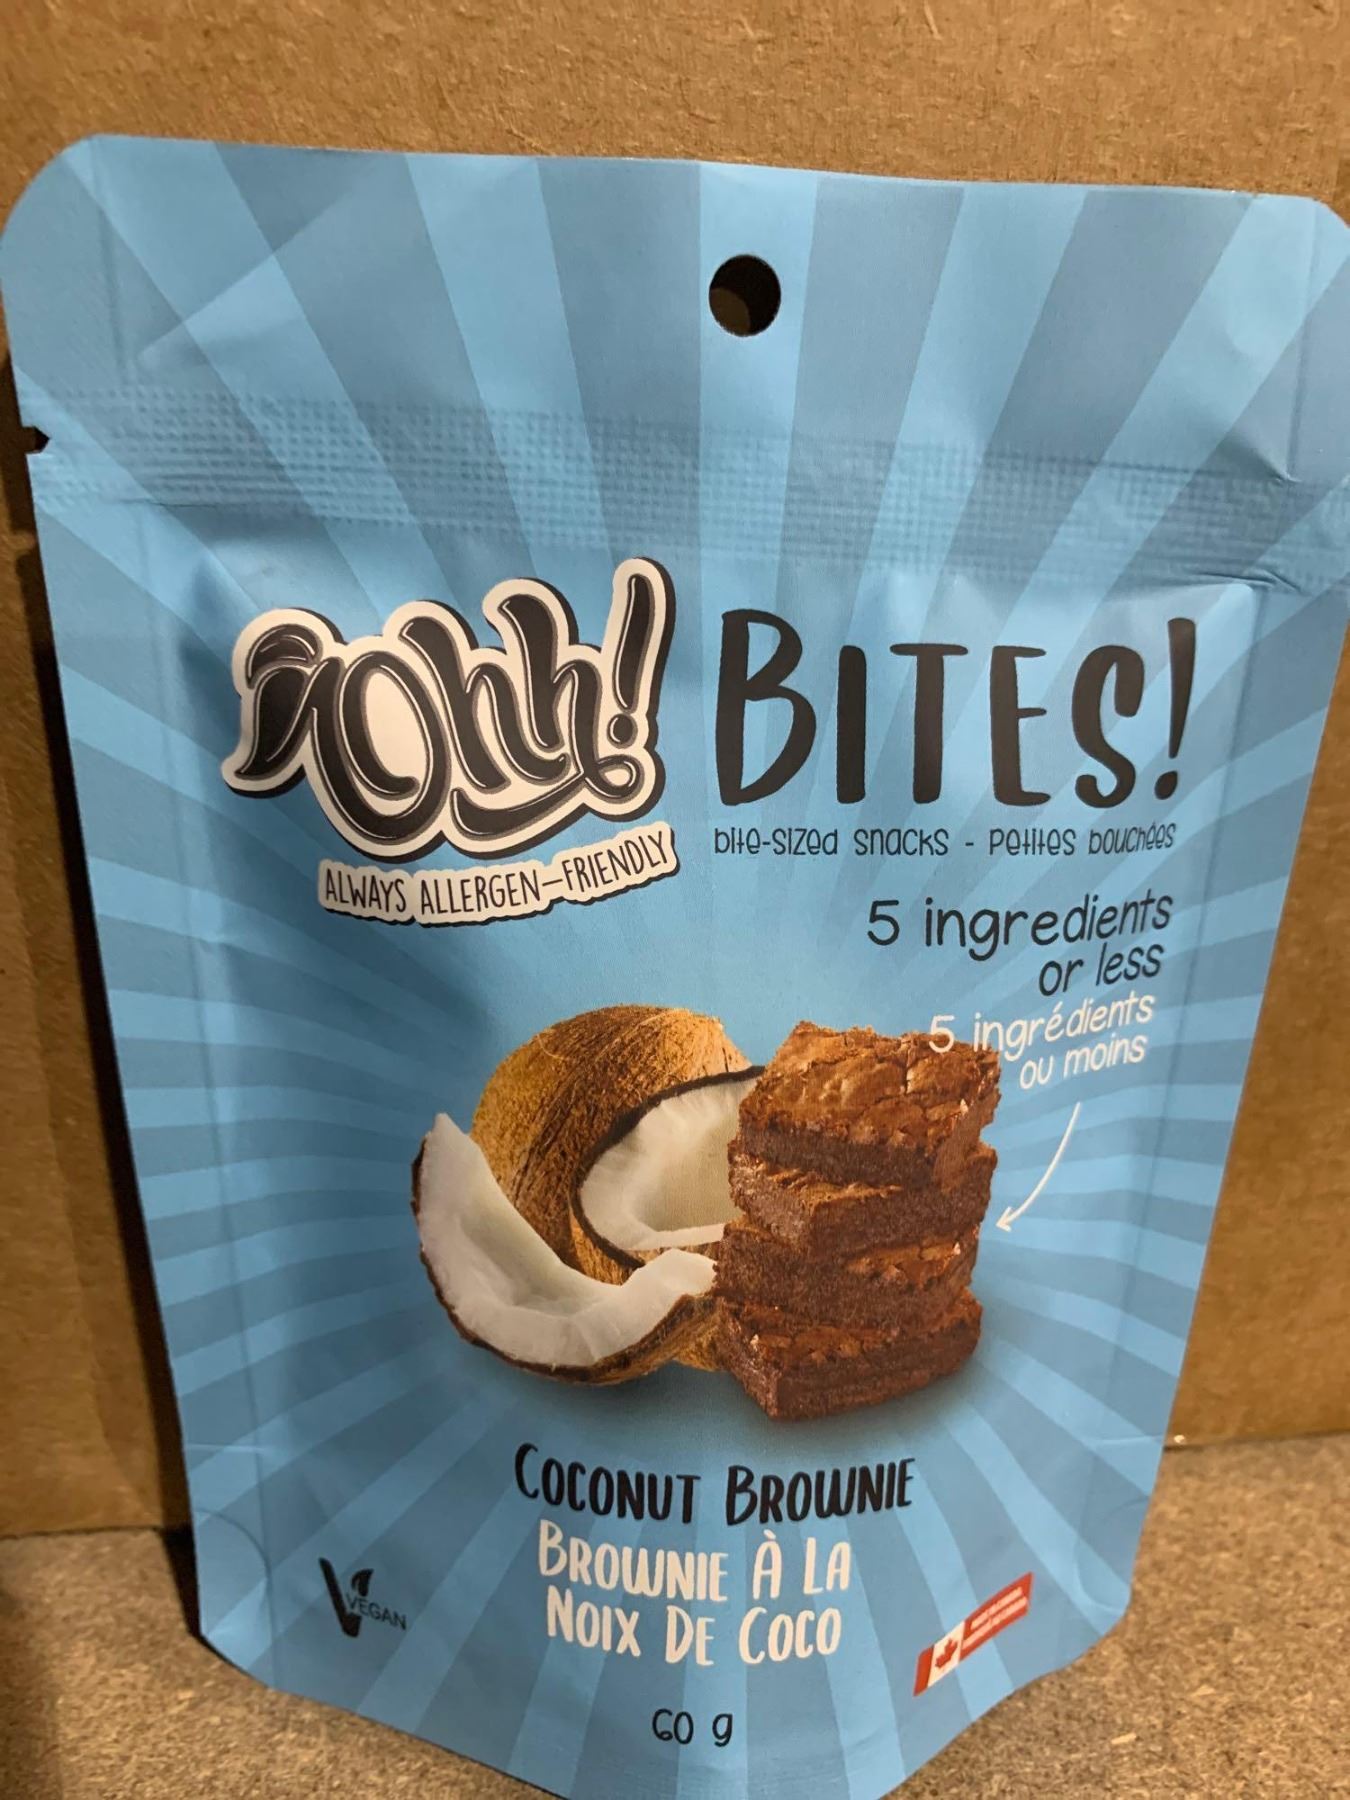 Ohh! BITES!
ALWAYS ALLERGEN-FRIENDLY
bite-sized snacks - Petites bouchées
5 ingredients
or less
5 ingrédients
ou moins
COCONUT BROWNIE
BROWNIE À LA
NOIX DE COCO
VEGAN
60 g